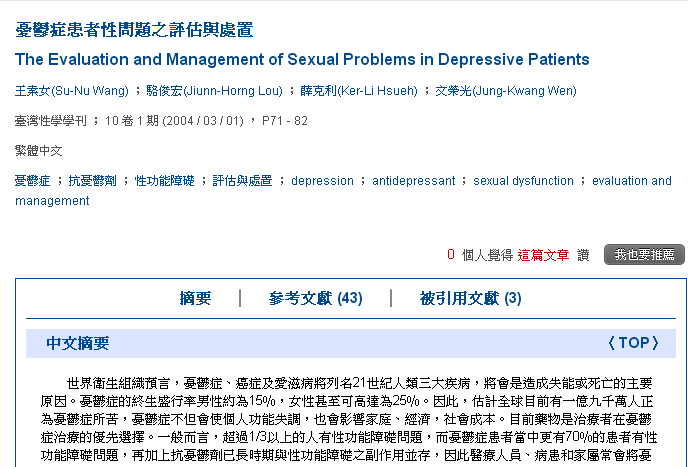 憂鬱症患者性問題之評估與處置
The Evaluation and Management of Sexual Problems in Depressive Patients
王素女(Su-Nu Wang) ； 駱俊宏(Jiunn-Horng Lou) ； 薛克利(Ker-Li Hsueh) ； 文榮光(Jung-Kwang Wen)
臺灣性學學刊 ； 10 卷 1 期 (2004 / 03 / 01) ， P71 - 82
繁體中文
憂鬱症 ； 抗憂鬱劑 ； 性功能障礙 ； 評估與處置 ； depression ； antidepressant ； sexual dysfunction ； evaluation and
management
0 個人覺得 這篇文章 讚 我也要推薦
摘要 | 參考文獻 (43) | 被引用文獻 (3)
中文摘要 〈 TOP 〉
世界衛生組織預言，憂鬱症、癌症及愛滋病將列名21世紀人類三大疾病，將會是造成失能或死亡的主要
原因。憂鬱症的終生盛行率男性約為15%，女性甚至可高達為25%。因此，估計全球目前有一億九千萬人正
為憂鬱症所苦，憂鬱症不但會使個人功能失調，也會影響家庭、經濟，社會成本。目前藥物是治療者在憂鬱
症治療的優先選擇。一般而言，超過1/3以上的人有性功能障礙問題，而憂鬱症患者當中更有70%的患者有性
功能障礙問題，再加上抗憂鬱劑已長時期與性功能障礙之副作用並存，因此醫療人員、病患和家屬常會將憂